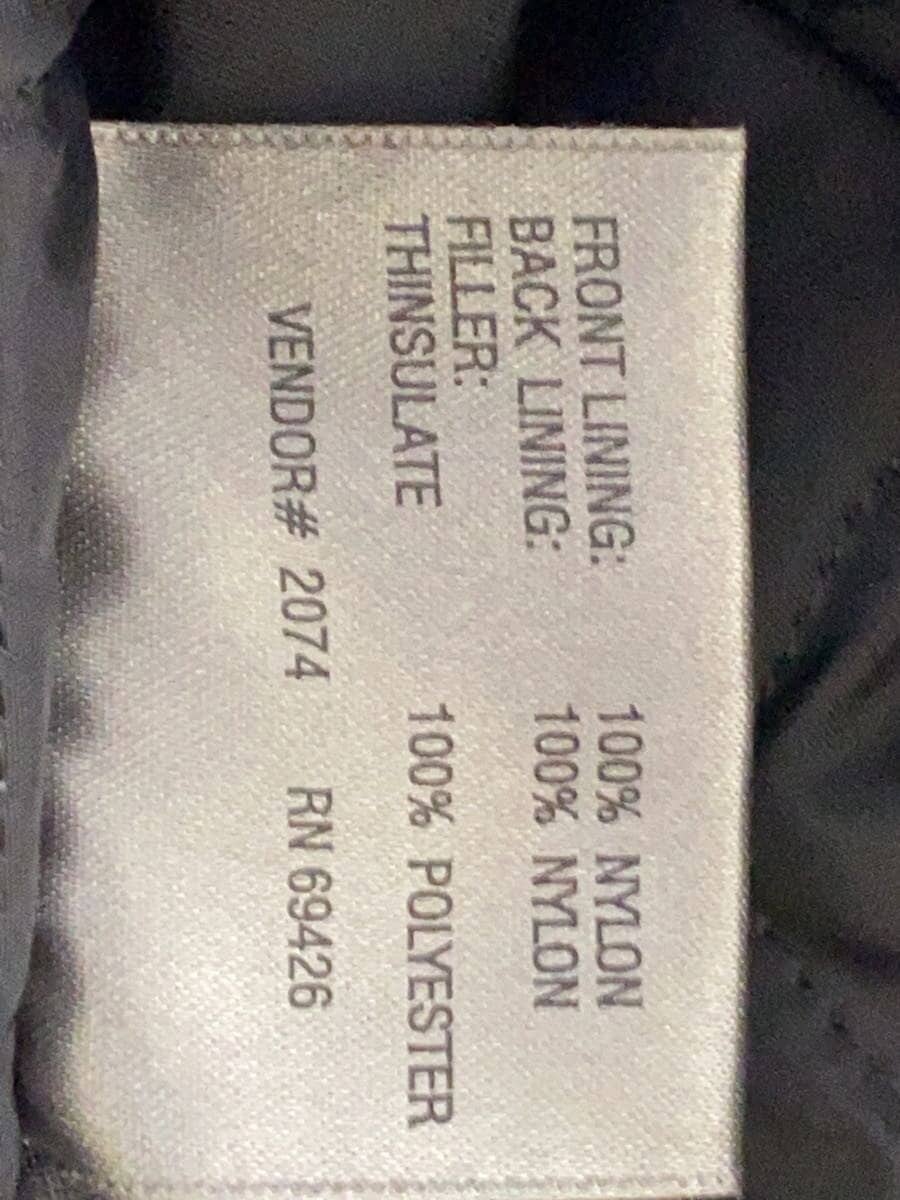 FRONT LINING: 100% NYLON
BACK LINING: 100% NYLON
FILLER:
THINSULATE 100% POLYESTER
VENDOR# 2074 RN 69426